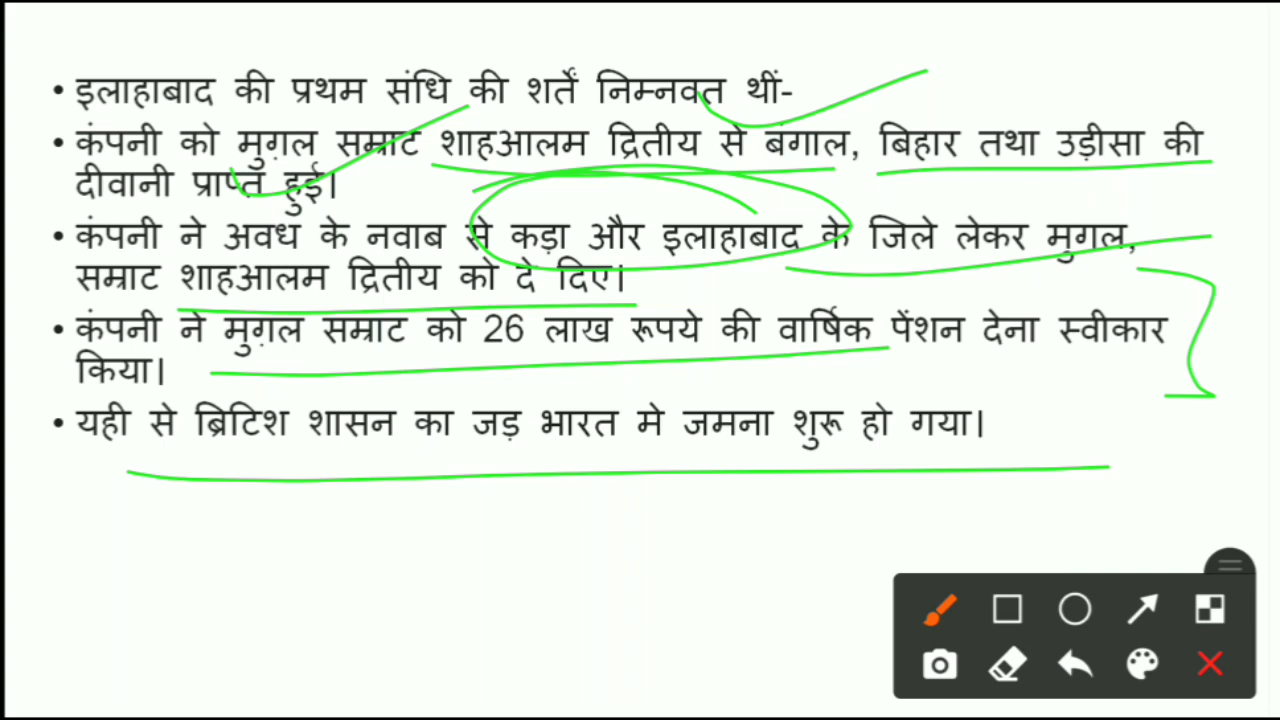 • इलाहाबाद की प्रथम संधि की शर्तें निम्नवत थीं-
• कंपनी को मुग़ल सम्राट शाहआलम द्रितीय से बंगाल, बिहार तथा उड़ीसा की
दीवानी प्राप्त हुई।
• कंपनी ने अवध के नवाब से कड़ा और इलाहाबाद के जिले लेकर मुगल,
सम्राट शाहआलम द्रितीय को दे दिए।
• कंपनी ने मुग़ल सम्राट को 26 लाख रूपये की वार्षिक पेंशन देना स्वीकार
किया।
• यही से ब्रिटिश शासन का जड़ भारत मे जमना शुरू हो गया।